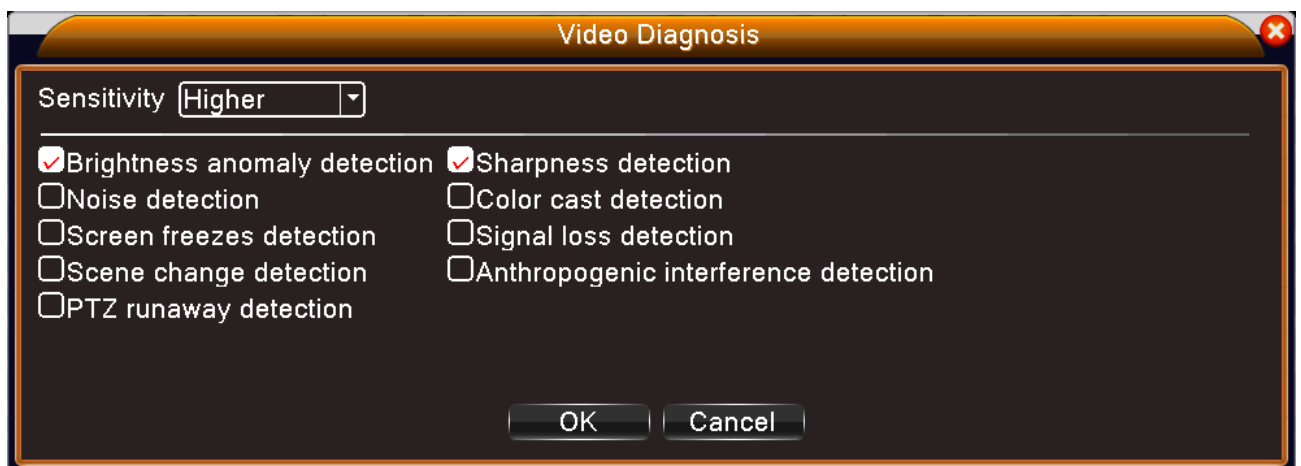 Video Diagnosis
Sensitivity Higher
Brightness anomaly detection Sharpness detection
Noise detection Color cast detection
Screen freezes detection Signal loss detection
Scene change detection Anthropogenic interference detection
PTZ runaway detection
OK Cancel